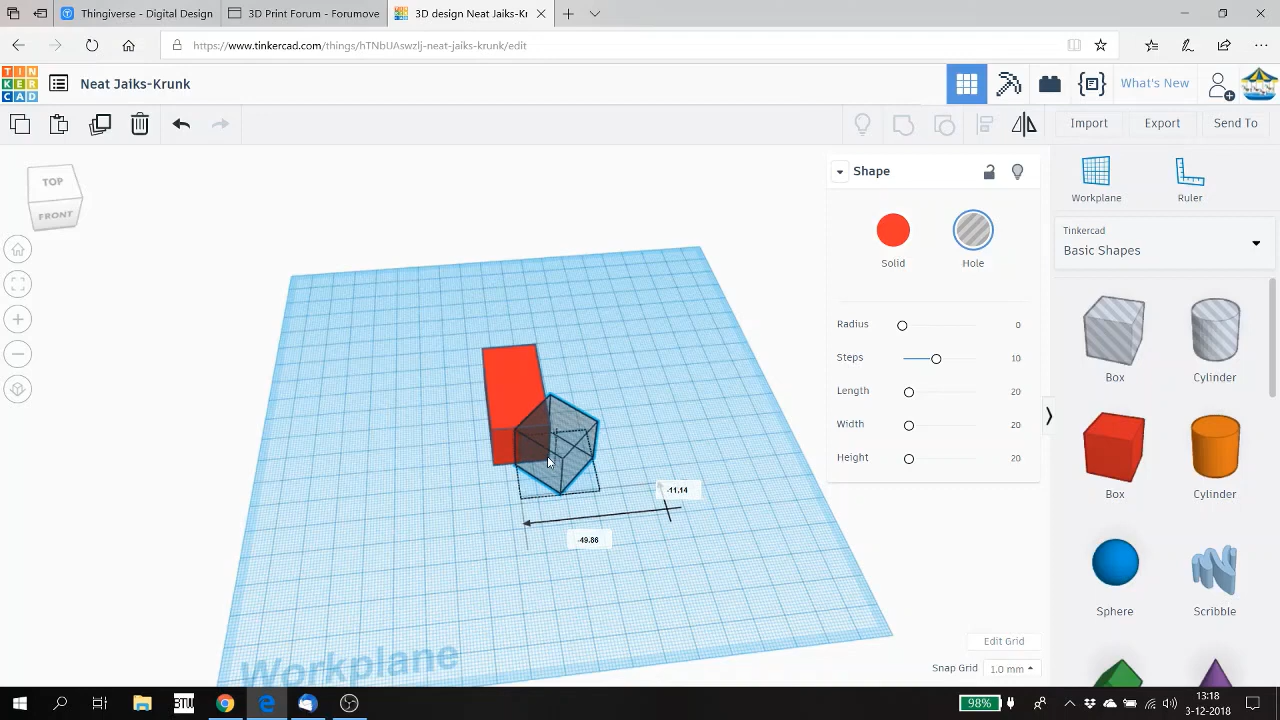 Thingiverse - Digital Design
3D Print Forum - Forumove
3D design Neat Jaiks-Kr
https://www.tinkercad.com/things/hTNbUAswzlj-neat-jaiks-krunk/edit
TIN
KER
CAD
Neat Jaiks-Krunk
What's New
Import
Export
Send To
TOP
FRONT
Shape
Solid
Hole
Radius 0
Steps 10
Length 20
Width 20
Height 20
Workplane
Ruler
Tinkercad
Basic Shapes
Box
Cylinder
Box
Cylinder
Sphere
Scribble
-11.14
-49.86
Workplane
Edit Grid
Snap Grid 1.0 mm
BTW
98%
13:18
3-12-2018